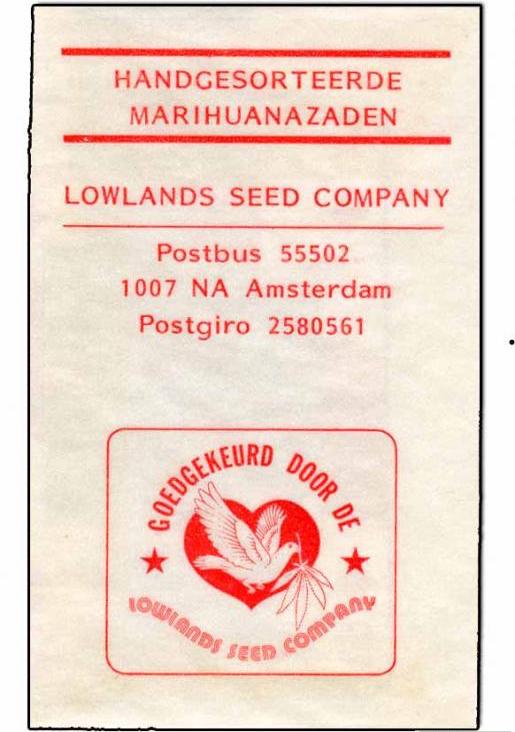 HANDGESORTEERDE
MARIHUANAZADEN
LOWLANDS SEED COMPANY
Postbus 55502
1007 NA Amsterdam
Postgiro 2580561
GOEDGEKEURD DOOR DE
LOWLANDS SEED COMPANY